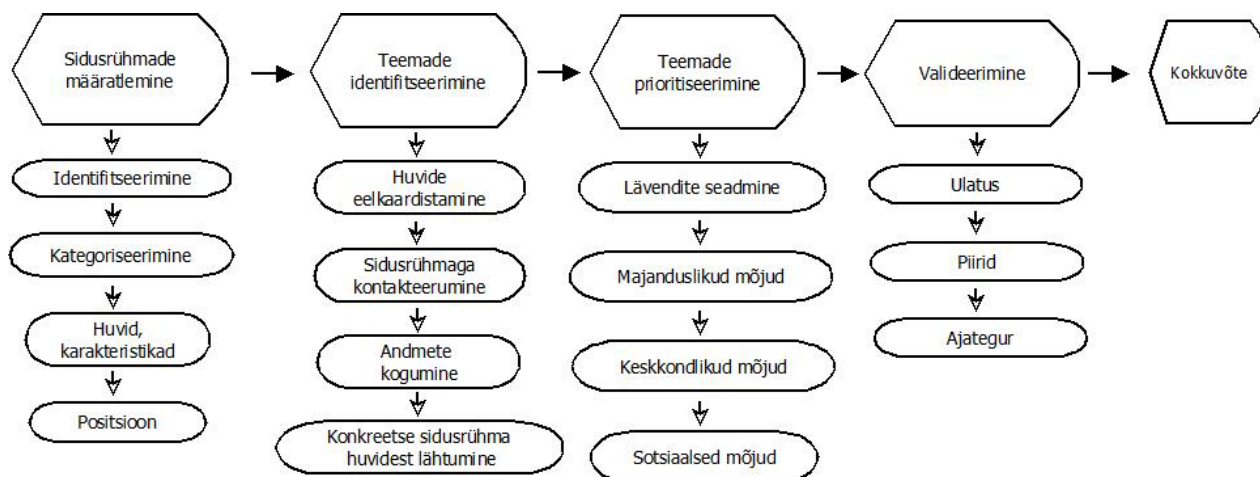 Sidusrühmade
määratlemine
Teemade
identifitseerimine
Teemade
prioritiseerimine
Valideerimine
Kokkuvõte
Identifitseerimine
Kategoriseerimine
Huvid,
karakteristikad
Positsioon
Huvide
eelkaardistamine
Sidusrühmaga
kontakteerumine
Andmete
kogumine
Konkreetse sidusrühma
huvidest lähtumine
Lävendite seadmine
Majanduslikud mõjud
Keskkondlikud mõjud
Sotsiaalsed mõjud
Ulatus
Piirid
Ajategur